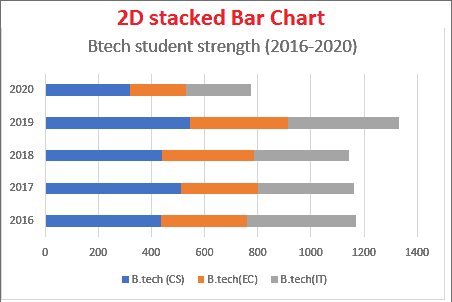 2D stacked Bar Chart
Btech student strength (2016-2020)
2020
2019
2018
2017
2016
0 200 400 600 800 1000 1200 1400
B.tech (CS) B.tech(EC) B.tech(IT)